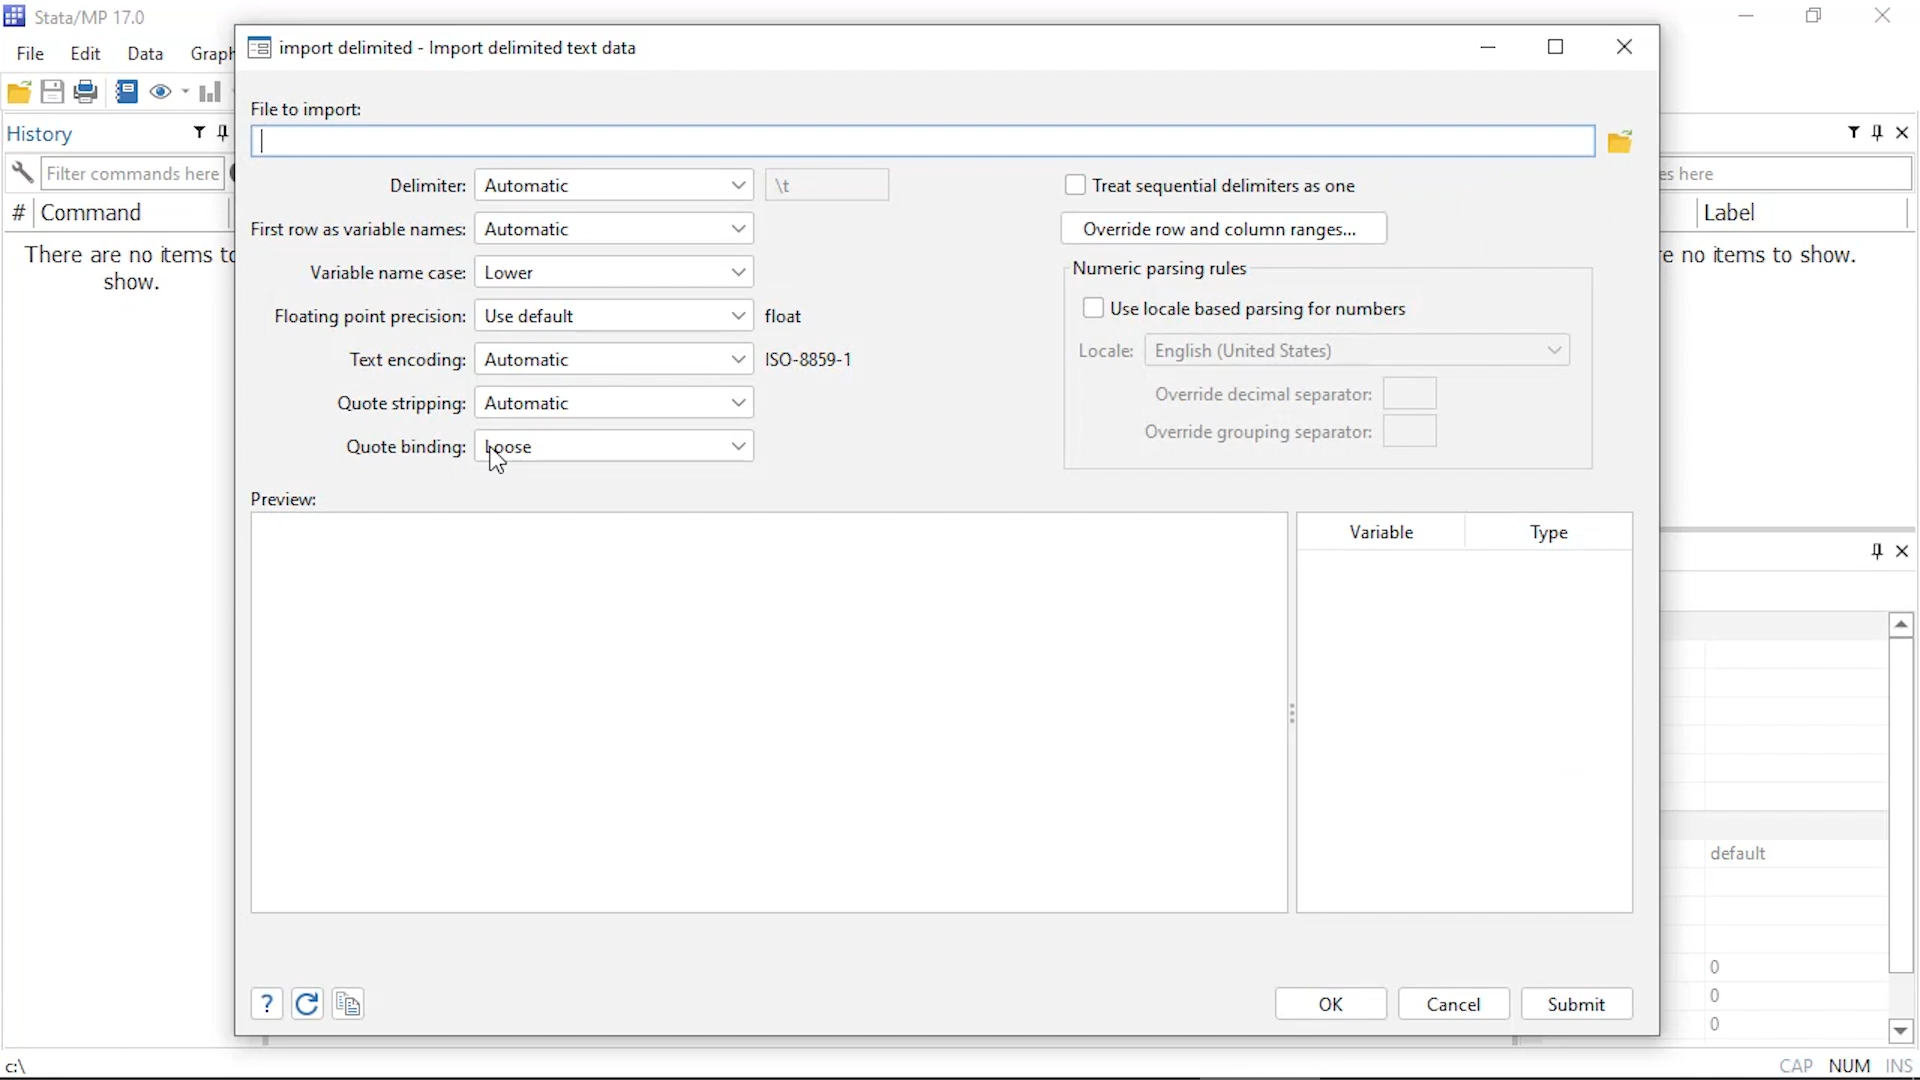 Stata/MP 17.0
File Edit Data Graph
import delimited - Import delimited text data
History
Filter commands here
# Command
There are no items to
show.
File to import:
Delimiter: Automatic \t
First row as variable names: Automatic
Variable name case: Lower
Floating point precision: Use default float
Text encoding: Automatic ISO-8859-1
Quote stripping: Automatic
Quote binding: Loose
Treat sequential delimiters as one
Override row and column ranges...
Numeric parsing rules
Use locale based parsing for numbers
Locale: English (United States)
Override decimal separator:
Override grouping separator:
Preview:
Variable Type
? OK Cancel Submit
es here
Label
e no items to show.
default
0
0
0
c:\
CAP NUM INS